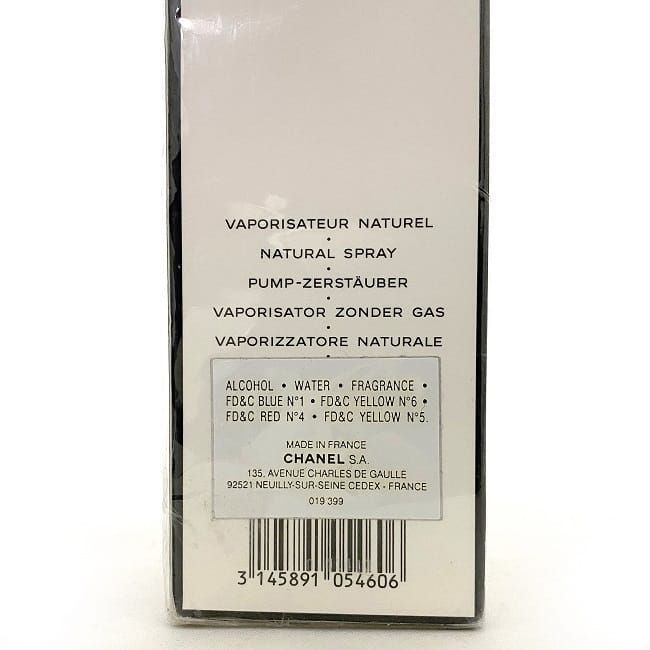 VAPORISATEUR NATUREL
•
NATURAL SPRAY
•
PUMP-ZERSTÄUBER
•
VAPORISATOR ZONDER GAS
•
VAPORIZZATORE NATURALE
•
ALCOHOL • WATER • FRAGRANCE •
FD&C BLUE N°1 • FD&C YELLOW N°6 •
FD&C RED N°4 • FD&C YELLOW N°5.
MADE IN FRANCE
CHANEL S.A.
135, AVENUE CHARLES DE GAULLE
92521 NEUILLY-SUR-SEINE CEDEX - FRANCE
019 399
3 145891 054606